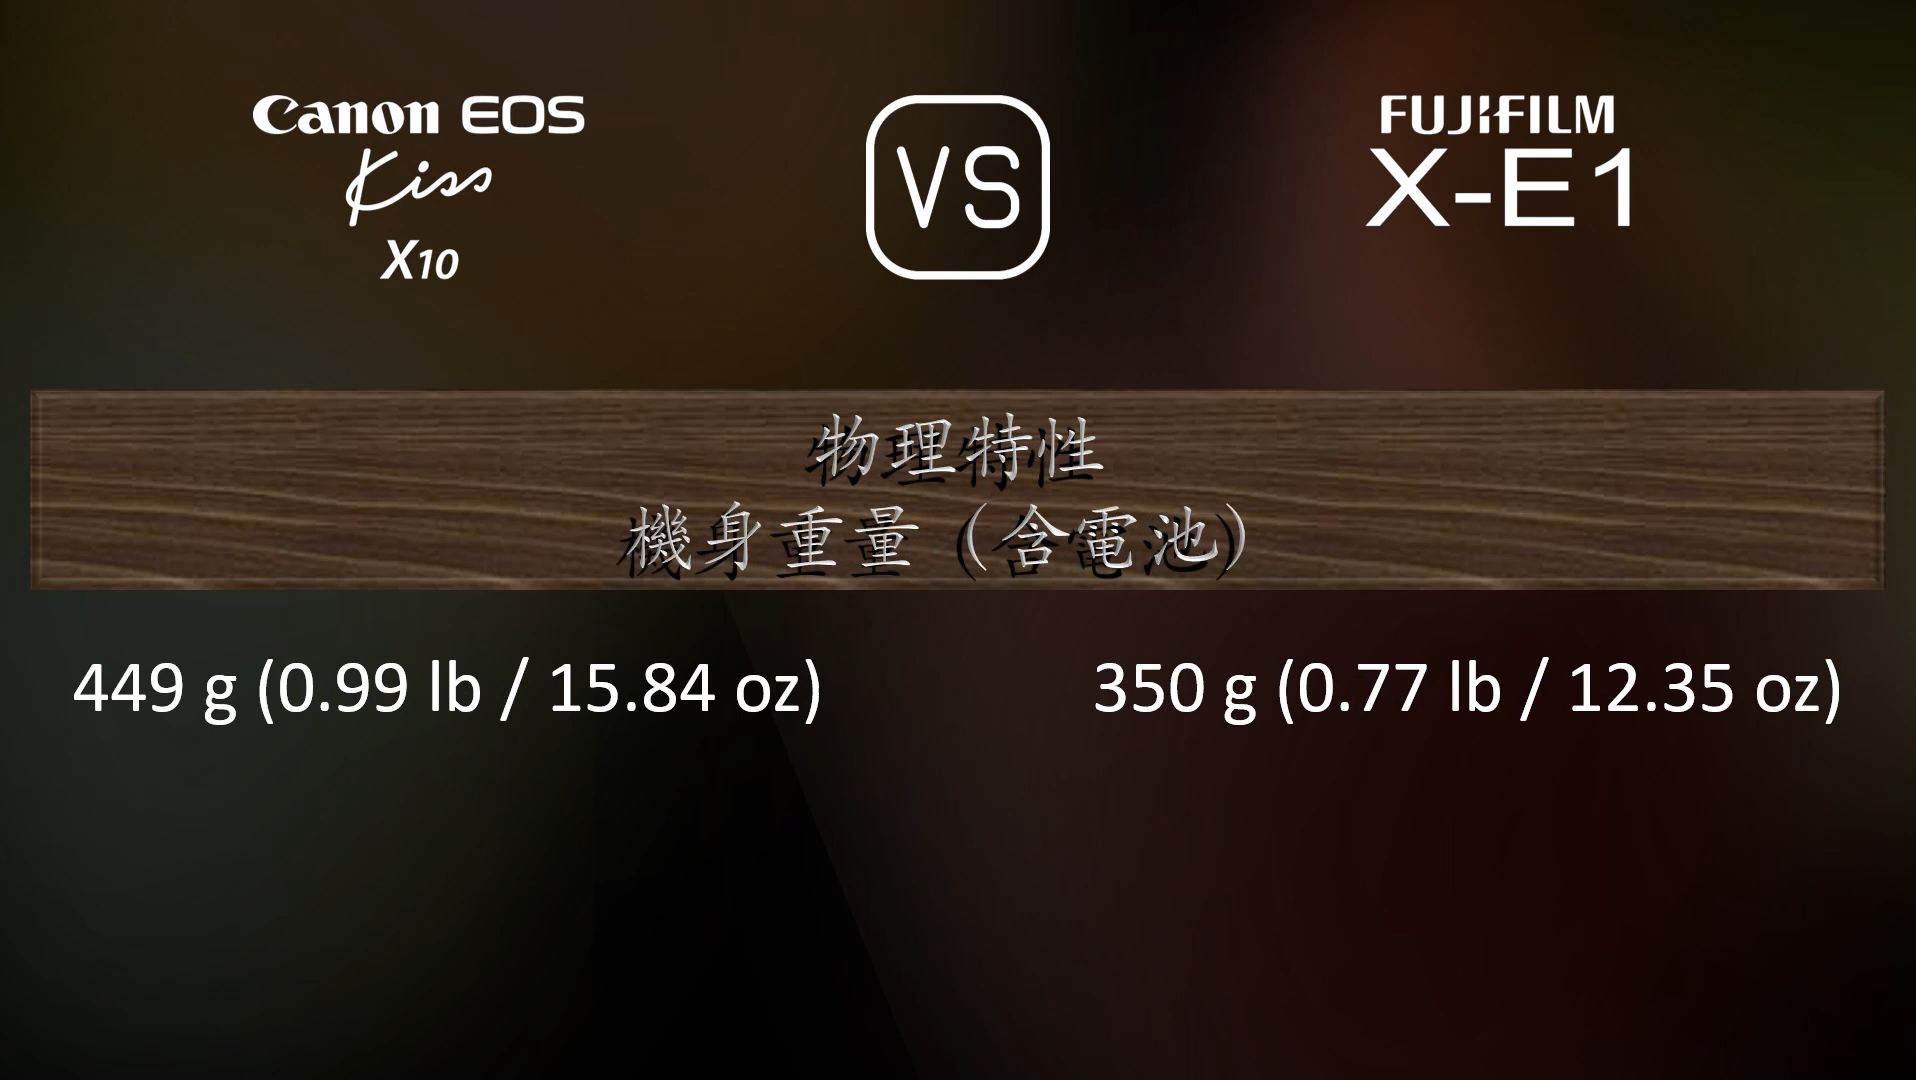 Canon EOS
Kiss
X10
VS
FUJIFILM
X-E1
物理特性
機身重量（含電池）
449 g (0.99 lb / 15.84 oz)
350 g (0.77 lb / 12.35 oz)